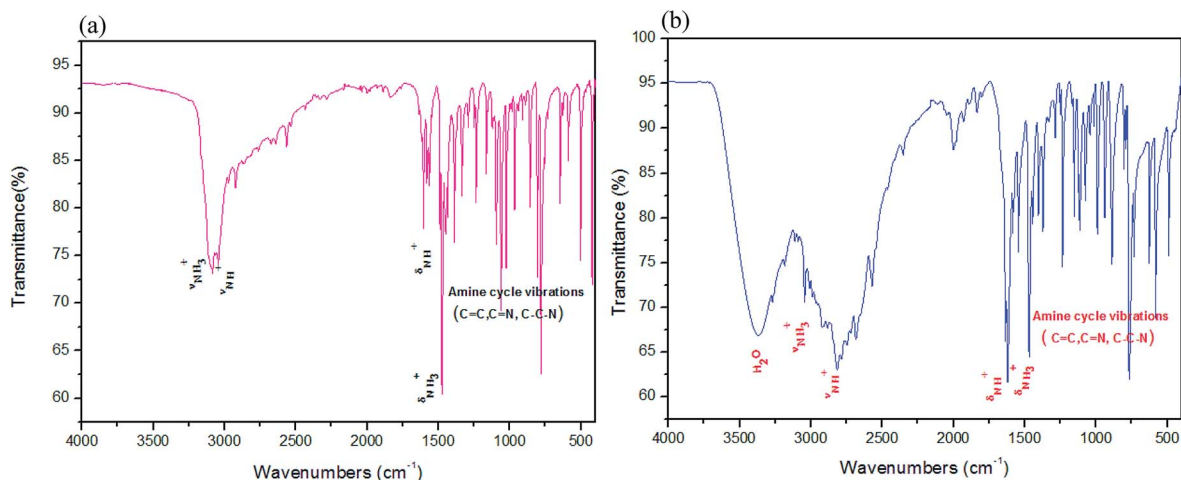 (a)
Transmittance(%)
95
90
85
80
75
70
65
60
+
νNH3
+
νNH
+
δNH
Amine cycle vibrations
(C=C,C=N, C-C-N)
+
δNH3
4000 3500 3000 2500 2000 1500 1000 500
Wavenumbers (cm-1)
(b)
Transmittance (%)
100
95
90
85
80
75
70
65
60
H2O
+
νNH3
+
νNH
+
δNH
+
δNH3
Amine cycle vibrations
( C=C,C=N, C-C-N)
4000 3500 3000 2500 2000 1500 1000 500
Wavenumbers (cm-1)